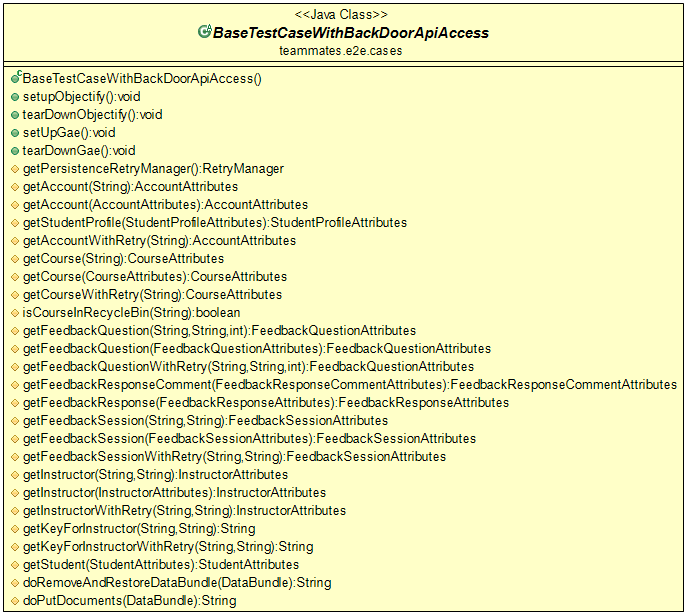 <<Java Class>>
BaseTestCaseWithBackDoorApiAccess
teammates.e2e.cases
BaseTestCaseWithBackDoorApiAccess()
setupObjectify():void
tearDownObjectify():void
setUpGae():void
tearDownGae():void
getPersistenceRetryManager():RetryManager
getAccount(String):AccountAttributes
getAccount(AccountAttributes):AccountAttributes
getStudentProfile(StudentProfileAttributes):StudentProfileAttributes
getAccountWithRetry(String):AccountAttributes
getCourse(String):CourseAttributes
getCourse(CourseAttributes):CourseAttributes
getCourseWithRetry(String):CourseAttributes
isCourseInRecycleBin(String):boolean
getFeedbackQuestion(String,String,int):FeedbackQuestionAttributes
getFeedbackQuestion(FeedbackQuestionAttributes):FeedbackQuestionAttributes
getFeedbackQuestionWithRetry(String,String,int):FeedbackQuestionAttributes
getFeedbackResponseComment(FeedbackResponseCommentAttributes):FeedbackResponseCommentAttributes
getFeedbackResponse(FeedbackResponseAttributes):FeedbackResponseAttributes
getFeedbackSession(String,String):FeedbackSessionAttributes
getFeedbackSession(FeedbackSessionAttributes):FeedbackSessionAttributes
getFeedbackSessionWithRetry(String,String):FeedbackSessionAttributes
getInstructor(String,String):InstructorAttributes
getInstructor(InstructorAttributes):InstructorAttributes
getInstructorWithRetry(String,String):InstructorAttributes
getKeyForInstructor(String,String):String
getKeyForInstructorWithRetry(String,String):String
getStudent(StudentAttributes):StudentAttributes
doRemoveAndRestoreDataBundle(DataBundle):String
doPutDocuments(DataBundle):String